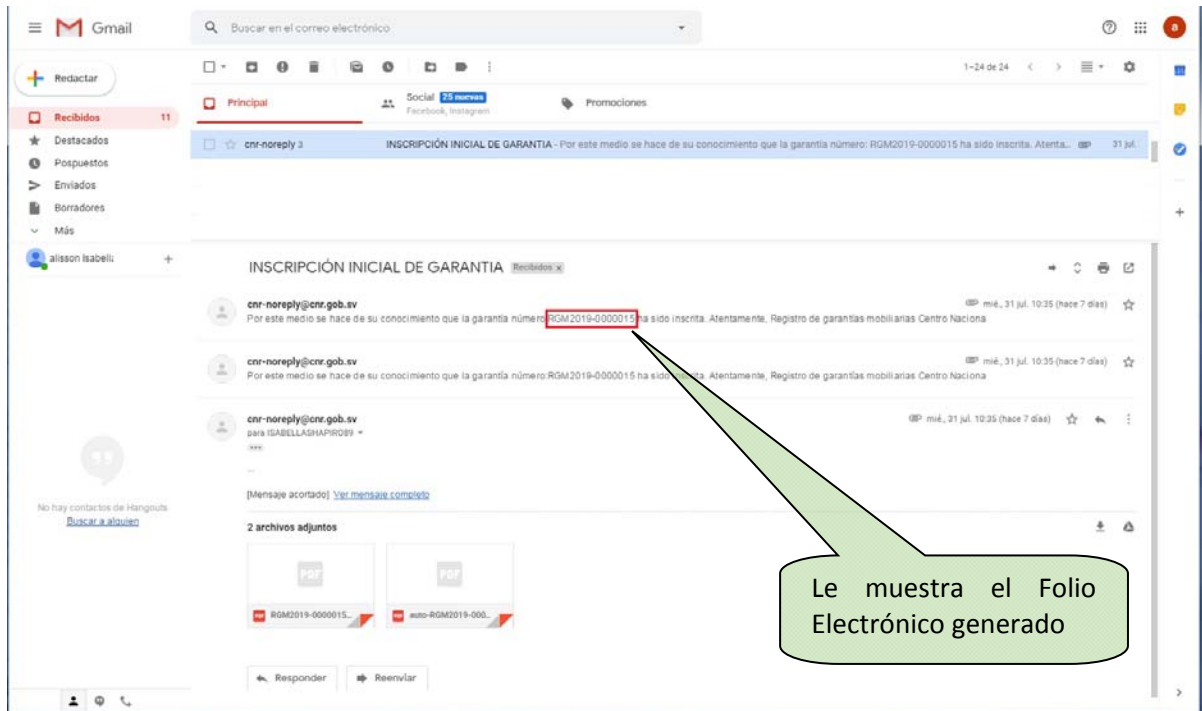 Gmail
Buscar en el correo electrónico
a
Redactar
1–24 de 24
Principal
Social 25 nuevas
Facebook, Instagram
Promociones
Recibidos 11
Destacados
Pospuestos
Enviados
Borradores
Más
cnr-noreply 3 INSCRIPCIÓN INICIAL DE GARANTIA - Por este medio se hace de su conocimiento que la garantía número: RGM2019-0000015 ha sido inscrita. Atenta... 31 jul.
alisson Isabell
INSCRIPCIÓN INICIAL DE GARANTIA Recibidos x
cnr-noreply@cnr.gob.sv mié., 31 jul. 10:35 (hace 7 días)
Por este medio se hace de su conocimiento que la garantía número RGM2019-0000015 ha sido inscrita. Atentamente, Registro de garantías mobiliarias Centro Naciona
cnr-noreply@cnr.gob.sv mié., 31 jul. 10:35 (hace 7 días)
Por este medio se hace de su conocimiento que la garantía número:RGM2019-0000015 ha sido inscrita. Atentamente, Registro de garantías mobiliarias Centro Naciona
cnr-noreply@cnr.gob.sv mié., 31 jul. 10:35 (hace 7 días)
para ISABELLASHAPIRO89
...
[Mensaje acortado] Ver mensaje completo
No hay contactos de Hangouts
Buscar a alguien
2 archivos adjuntos
PDF
PDF
PDF RGM2019-0000015...
PDF auto-RGM2019-000...
Le muestra el Folio
Electrónico generado
Responder
Reenviar